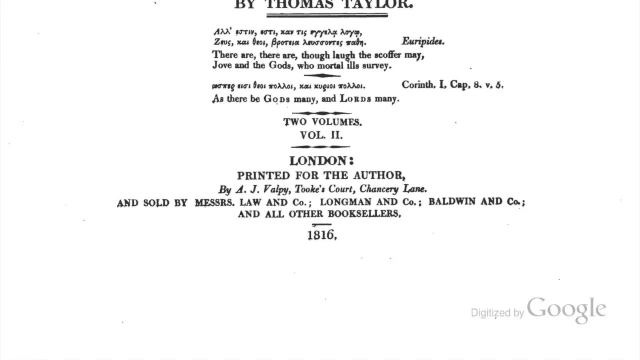 BY THOMAS TAYLOR.
Αλλ' εστιν, εστι, κἀν τις εγγελᾳ λογῳ,
Ζευς, και θεοι, βροτεια λευσσοντες παθη. Euripides.
There are, there are, though laugh the scoffer may,
Jove and the Gods, who mortal ills survey.
ωσπερ εισι θεοι πολλοι, και κυριοι πολλοι. Corinth. I, Cap. 8. v. 5.
As there be GODS many, and LORDS many.
TWO VOLUMES.
VOL. II.
LONDON:
PRINTED FOR THE AUTHOR,
By A. J. Valpy, Tooke's Court, Chancery Lane.
AND SOLD BY MESSRS. LAW AND Co.; LONGMAN AND Co.; BALDWIN AND Co.;
AND ALL OTHER BOOKSELLERS.
1816.
Digitized by Google